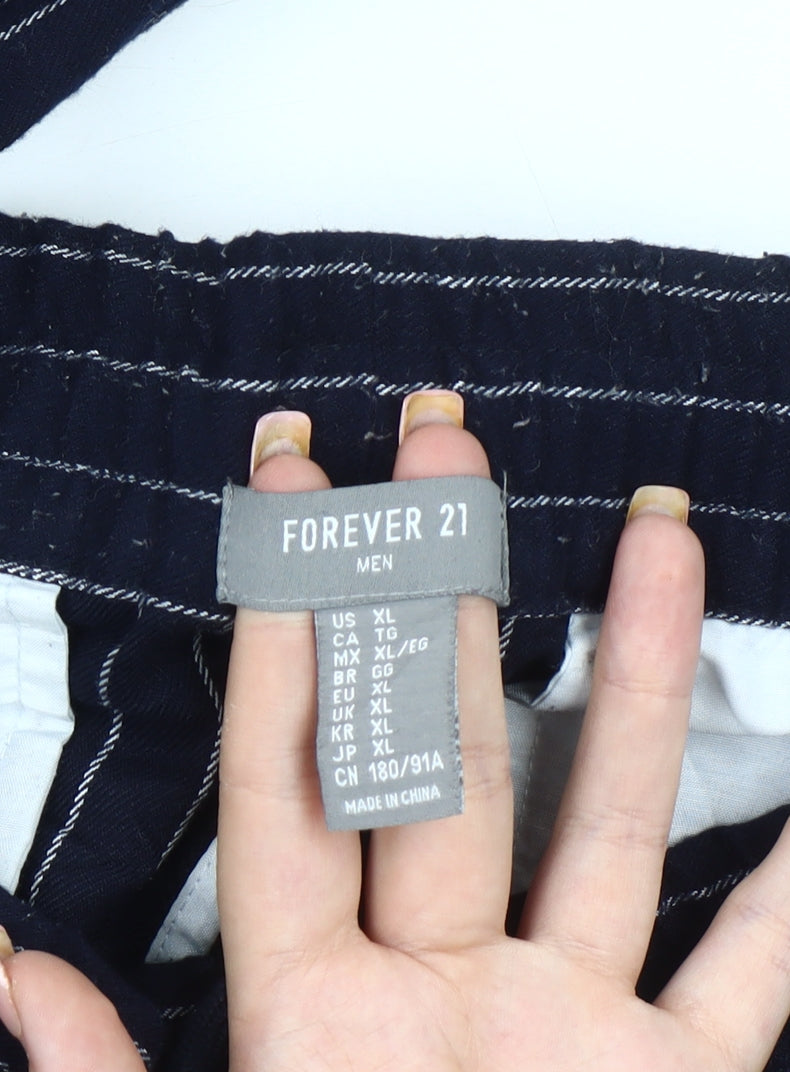 FOREVER 21
MEN
US XL
CA TG
MX XL/EG
BR GG
EU XL
UK XL
KR XL
JP XL
CN 180/91A
MADE IN CHINA